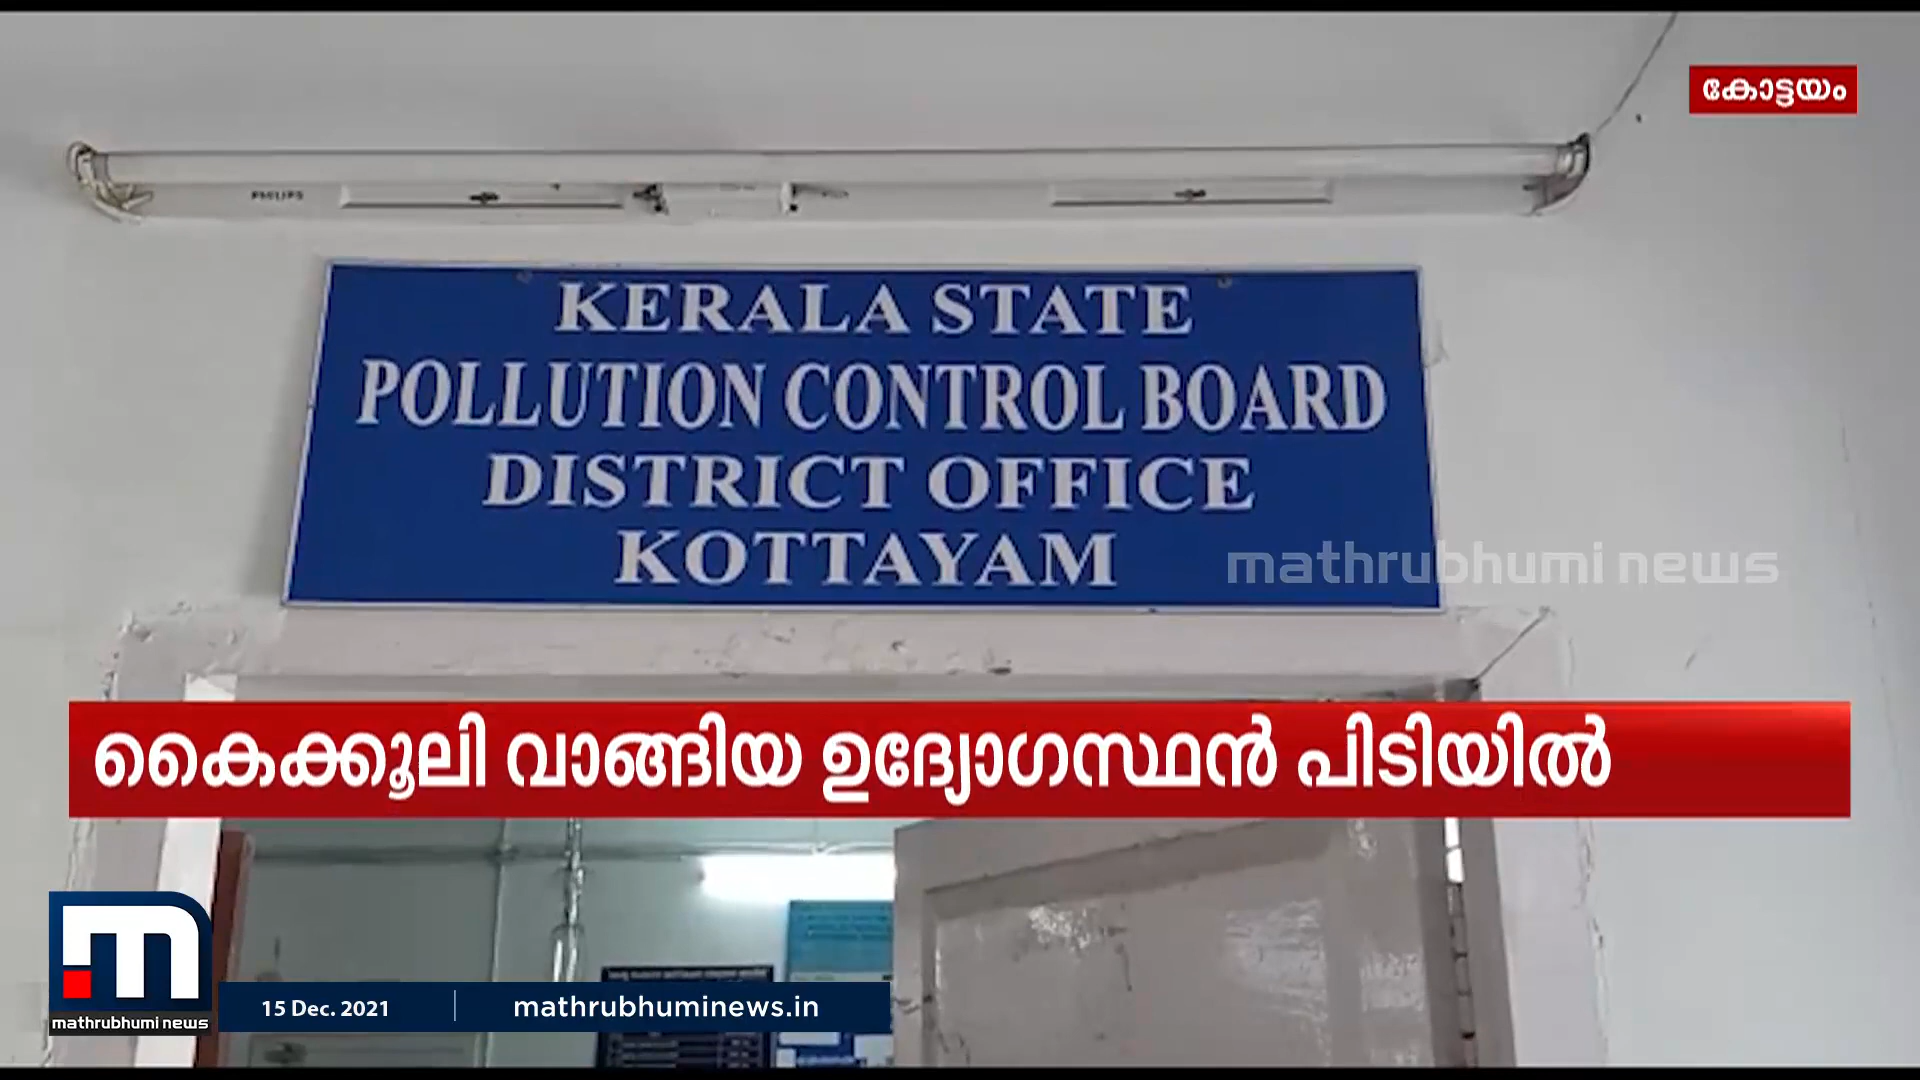 കോട്ടയം
PHILIPS
KERALA STATE
POLLUTION CONTROL BOARD
DISTRICT OFFICE
KOTTAYAM
mathrubhumi news
കൈക്കൂലി വാങ്ങിയ ഉദ്യോഗസ്ഥൻ പിടിയിൽ
mathrubhumi news
15 Dec. 2021
mathrubhuminews.in